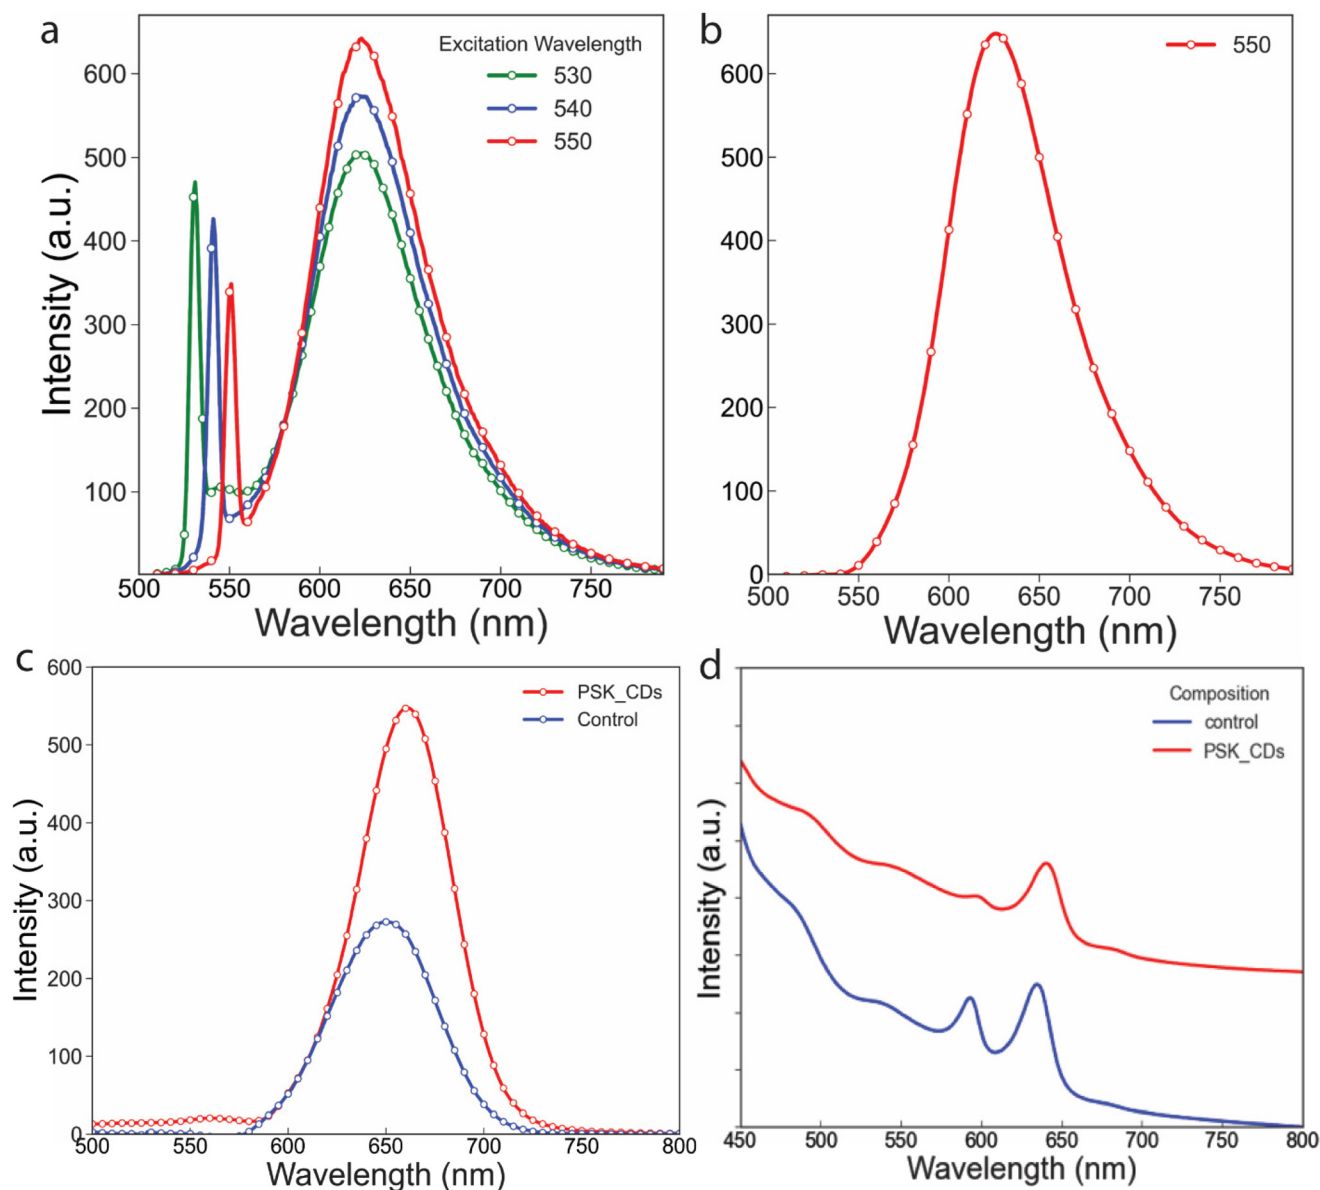 a
Excitation Wavelength
530
540
550
600
500
400
300
200
100
Intensity (a.u.)
500 550 600 650 700 750
Wavelength (nm)
b
550
600
500
400
300
200
100
0
Intensity (a.u.)
500 550 600 650 700 750
Wavelength (nm)
c
PSK_CDs
Control
600
500
400
300
200
100
0
Intensity (a.u.)
500 550 600 650 700 750 800
Wavelength (nm)
d
Composition
control
PSK_CDs
Intensity (a.u.)
450 500 550 600 650 700 750 800
Wavelength (nm)